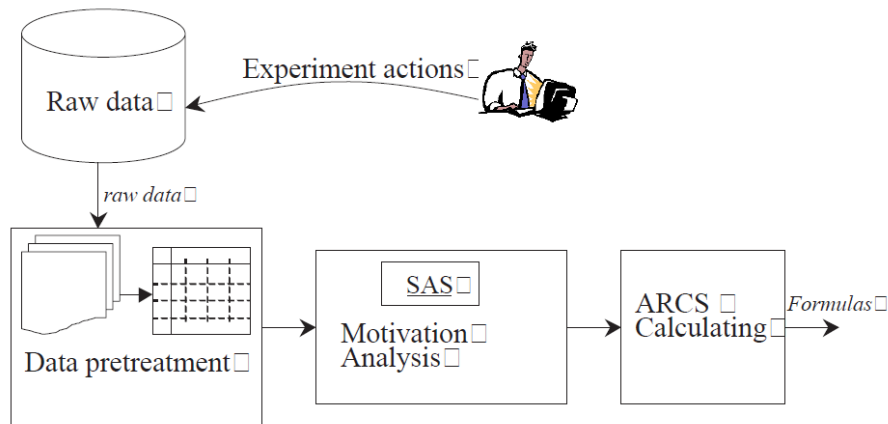 Experiment actions
Raw data
raw data
Data pretreatment
SAS
Motivation
Analysis
ARCS
Calculating
Formulas